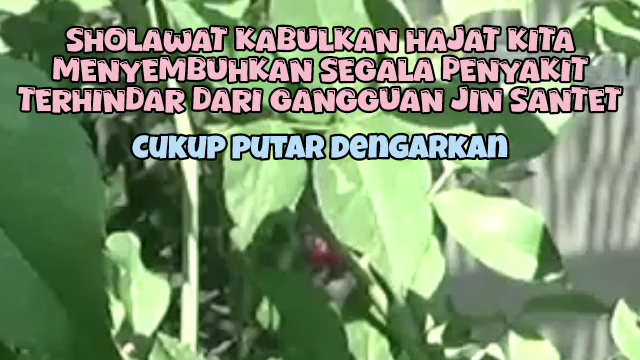 SHOLAWAT KABULKAN HAJAT KITA
MENYEMBUHKAN SEGALA PENYAKIT
TERHINDAR DARI GANGGUAN JIN SANTET
CUKUP PUTAR DENGARKAN